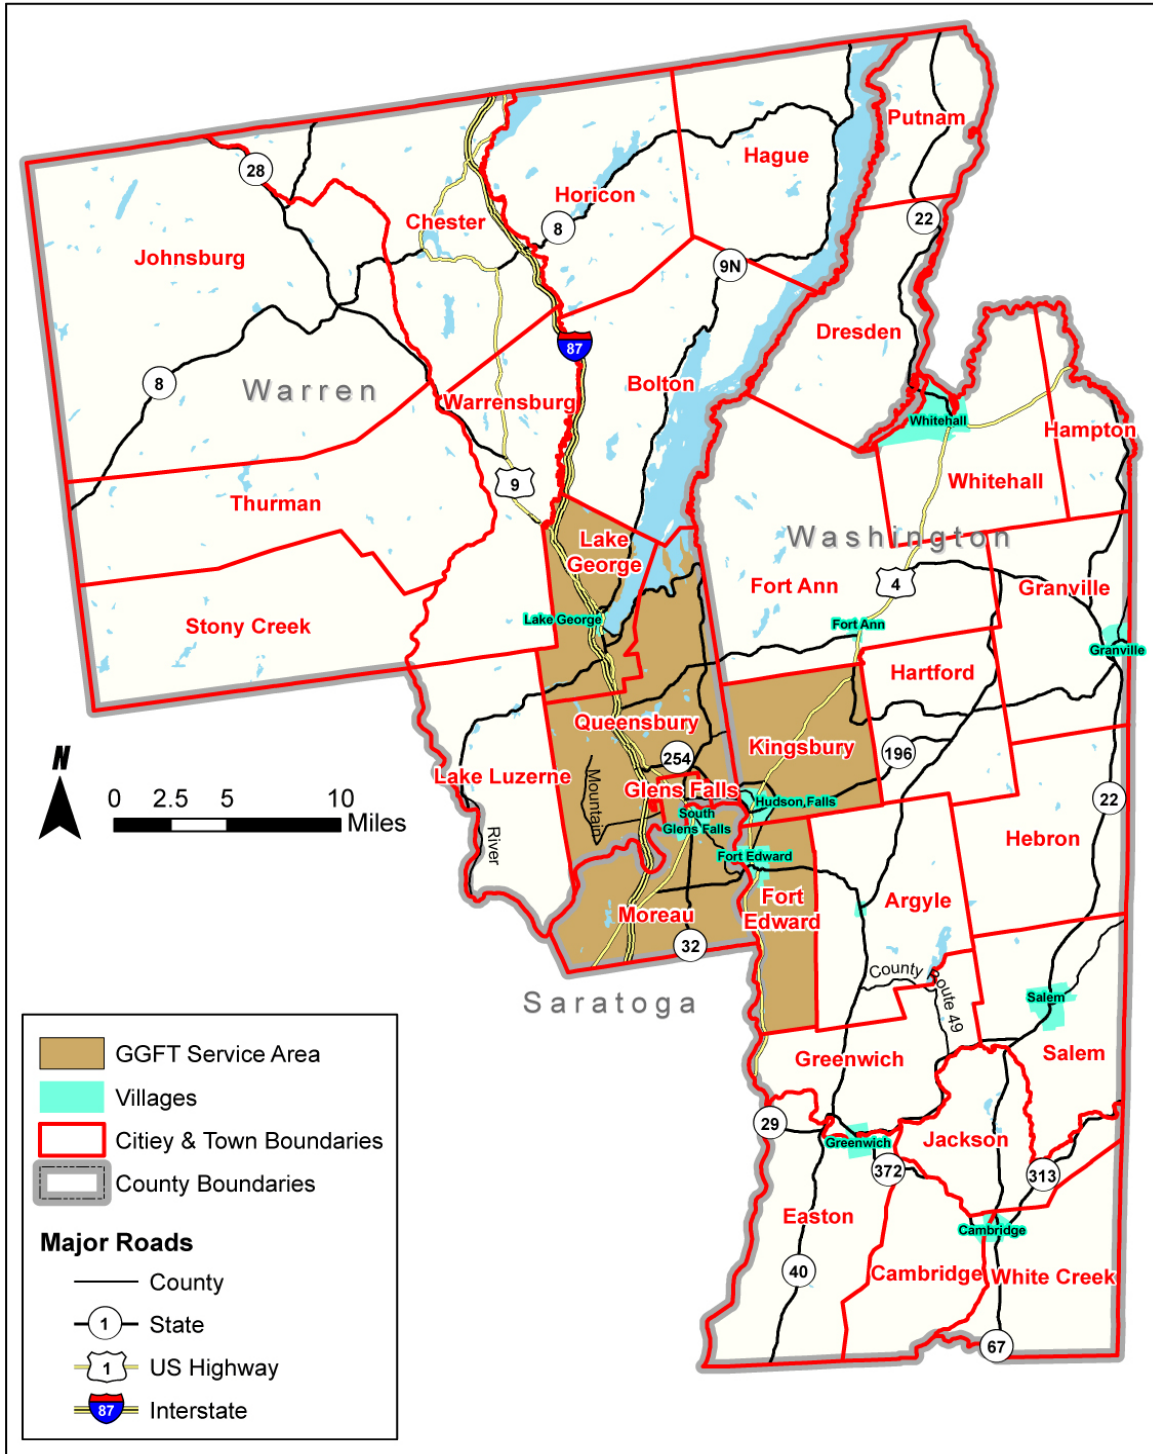 Putnam
Hague
28
Horicon
Chester
8
22
Johnsburg
9N
Dresden
87
8
Warren
Bolton
Warrensburg
Whitehall
Hampton
9
Whitehall
Thurman
Washington
Lake
George
4
Fort Ann
Granville
Stony Creek
Lake George
Fort Ann
Granville
Hartford
Queensbury
Kingsbury
254
196
N
Lake Luzerne
Mountain
Glens Falls
Hudson Falls
0 2.5 5 10
Miles
22
South
Glens Falls
River
Hebron
Fort Edward
Fort
Edward
Argyle
Moreau
32
County Route 49
Saratoga
Salem
Salem
Greenwich
29
Greenwich
Jackson
372
313
Easton
Cambridge
40
Cambridge
White Creek
67
GGFT Service Area
Villages
Citiey & Town Boundaries
County Boundaries
Major Roads
County
1 State
1 US Highway
87 Interstate